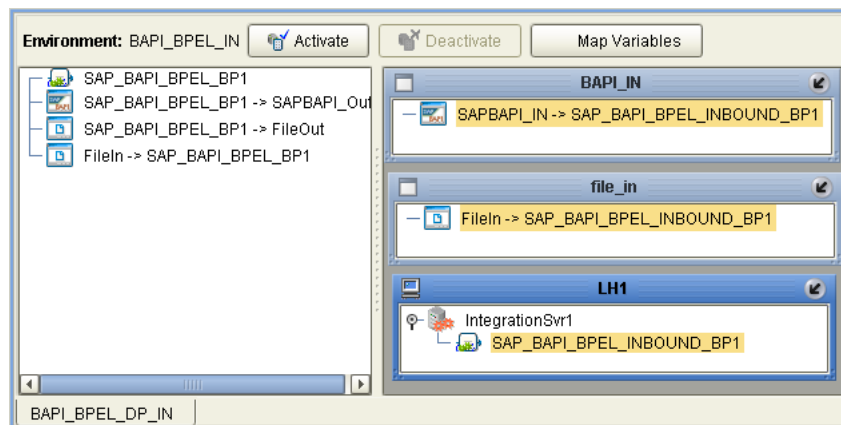 Environment: BAPI_BPEL_IN Activate Deactivate Map Variables
SAP_BAPI_BPEL_BP1
SAP_BAPI_BPEL_BP1 -> SAPBAPI_Out
SAP_BAPI_BPEL_BP1 -> FileOut
FileIn -> SAP_BAPI_BPEL_BP1
BAPI_IN
SAPBAPI_IN -> SAP_BAPI_BPEL_INBOUND_BP1
file_in
FileIn -> SAP_BAPI_BPEL_INBOUND_BP1
LH1
IntegrationSvr1
SAP_BAPI_BPEL_INBOUND_BP1
BAPI_BPEL_DP_IN